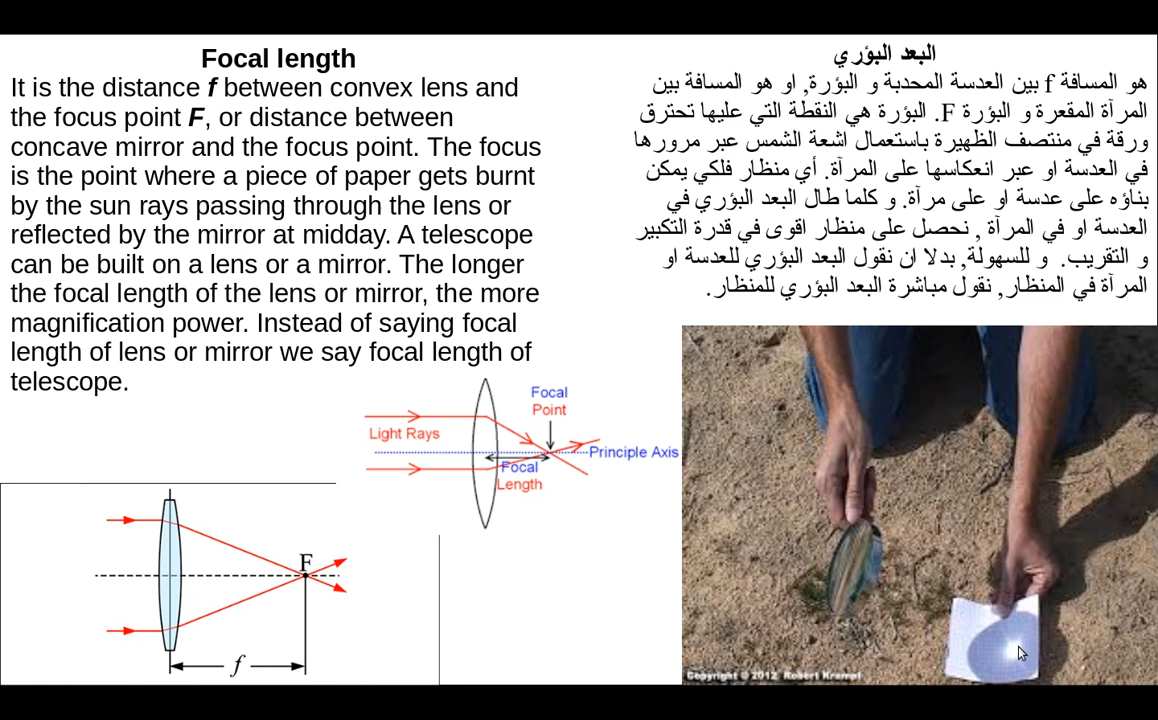 Focal length
It is the distance f between convex lens and
the focus point F, or distance between
concave mirror and the focus point. The focus
is the point where a piece of paper gets burnt
by the sun rays passing through the lens or
reflected by the mirror at midday. A telescope
can be built on a lens or a mirror. The longer
the focal length of the lens or mirror, the more
magnification power. Instead of saying focal
length of lens or mirror we say focal length of
telescope.
البعد البؤري
هو المسافة f بين العدسة المحدبة و البؤرة, او هو المسافة بين
المرآة المقعرة و البؤرة F. البؤرة هي النقطة التي عليها تحترق
ورقة في منتصف الظهيرة باستعمال اشعة الشمس عبر مرورها
في العدسة او عبر انعكاسها على المرآة. أي منظار فلكي يمكن
بناؤه على عدسة او على مرآة. و كلما طال البعد البؤري في
العدسة او في المرآة , نحصل على منظار اقوى في قدرة التكبير
و التقريب. و للسهولة, بدلا ان نقول البعد البؤري للعدسة او
المرآة في المنظار, نقول مباشرة البعد البؤري للمنظار.
Focal
Point
Light Rays
Principle Axis
Focal
Length
F
f
Copyright © 2012 Robert Krampf